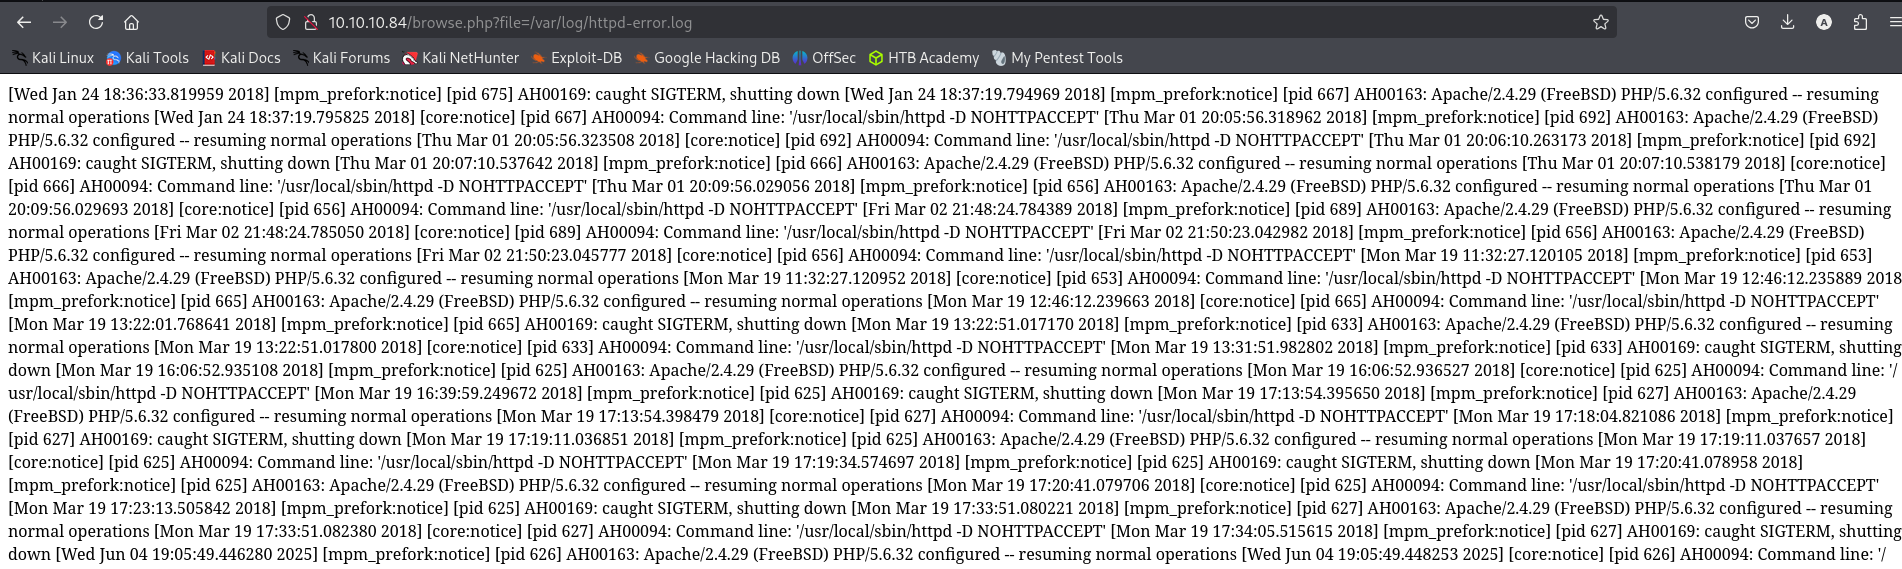 10.10.10.84/browse.php?file=/var/log/httpd-error.log
A
Kali Linux Kali Tools Kali Docs Kali Forums Kali NetHunter Exploit-DB Google Hacking DB OffSec HTB Academy My Pentest Tools
[Wed Jan 24 18:36:33.819959 2018] [mpm_prefork:notice] [pid 675] AH00169: caught SIGTERM, shutting down [Wed Jan 24 18:37:19.794969 2018] [mpm_prefork:notice] [pid 667] AH00163: Apache/2.4.29 (FreeBSD) PHP/5.6.32 configured -- resuming
normal operations [Wed Jan 24 18:37:19.795825 2018] [core:notice] [pid 667] AH00094: Command line: '/usr/local/sbin/httpd -D NOHTTPACCEPT' [Thu Mar 01 20:05:56.318962 2018] [mpm_prefork:notice] [pid 692] AH00163: Apache/2.4.29 (FreeBSD)
PHP/5.6.32 configured -- resuming normal operations [Thu Mar 01 20:05:56.323508 2018] [core:notice] [pid 692] AH00094: Command line: '/usr/local/sbin/httpd -D NOHTTPACCEPT' [Thu Mar 01 20:06:10.263173 2018] [mpm_prefork:notice] [pid 692]
AH00169: caught SIGTERM, shutting down [Thu Mar 01 20:07:10.537642 2018] [mpm_prefork:notice] [pid 666] AH00163: Apache/2.4.29 (FreeBSD) PHP/5.6.32 configured -- resuming normal operations [Thu Mar 01 20:07:10.538179 2018] [core:notice]
[pid 666] AH00094: Command line: '/usr/local/sbin/httpd -D NOHTTPACCEPT' [Thu Mar 01 20:09:56.029056 2018] [mpm_prefork:notice] [pid 656] AH00163: Apache/2.4.29 (FreeBSD) PHP/5.6.32 configured -- resuming normal operations [Thu Mar 01
20:09:56.029693 2018] [core:notice] [pid 656] AH00094: Command line: '/usr/local/sbin/httpd -D NOHTTPACCEPT' [Fri Mar 02 21:48:24.784389 2018] [mpm_prefork:notice] [pid 689] AH00163: Apache/2.4.29 (FreeBSD) PHP/5.6.32 configured -- resuming
normal operations [Fri Mar 02 21:48:24.785050 2018] [core:notice] [pid 689] AH00094: Command line: '/usr/local/sbin/httpd -D NOHTTPACCEPT' [Fri Mar 02 21:50:23.042982 2018] [mpm_prefork:notice] [pid 656] AH00163: Apache/2.4.29 (FreeBSD)
PHP/5.6.32 configured -- resuming normal operations [Fri Mar 02 21:50:23.045777 2018] [core:notice] [pid 656] AH00094: Command line: '/usr/local/sbin/httpd -D NOHTTPACCEPT' [Mon Mar 19 11:32:27.120105 2018] [mpm_prefork:notice] [pid 653]
AH00163: Apache/2.4.29 (FreeBSD) PHP/5.6.32 configured -- resuming normal operations [Mon Mar 19 11:32:27.120952 2018] [core:notice] [pid 653] AH00094: Command line: '/usr/local/sbin/httpd -D NOHTTPACCEPT' [Mon Mar 19 12:46:12.235889 2018
[mpm_prefork:notice] [pid 665] AH00163: Apache/2.4.29 (FreeBSD) PHP/5.6.32 configured -- resuming normal operations [Mon Mar 19 12:46:12.239663 2018] [core:notice] [pid 665] AH00094: Command line: '/usr/local/sbin/httpd -D NOHTTPACCEPT'
[Mon Mar 19 13:22:01.768641 2018] [mpm_prefork:notice] [pid 665] AH00169: caught SIGTERM, shutting down [Mon Mar 19 13:22:51.017170 2018] [mpm_prefork:notice] [pid 633] AH00163: Apache/2.4.29 (FreeBSD) PHP/5.6.32 configured -- resuming
normal operations [Mon Mar 19 13:22:51.017800 2018] [core:notice] [pid 633] AH00094: Command line: '/usr/local/sbin/httpd -D NOHTTPACCEPT' [Mon Mar 19 13:31:51.982802 2018] [mpm_prefork:notice] [pid 633] AH00169: caught SIGTERM, shutting
down [Mon Mar 19 16:06:52.935108 2018] [mpm_prefork:notice] [pid 625] AH00163: Apache/2.4.29 (FreeBSD) PHP/5.6.32 configured -- resuming normal operations [Mon Mar 19 16:06:52.936527 2018] [core:notice] [pid 625] AH00094: Command line: '/
usr/local/sbin/httpd -D NOHTTPACCEPT' [Mon Mar 19 16:39:59.249672 2018] [mpm_prefork:notice] [pid 625] AH00169: caught SIGTERM, shutting down [Mon Mar 19 17:13:54.395650 2018] [mpm_prefork:notice] [pid 627] AH00163: Apache/2.4.29
(FreeBSD) PHP/5.6.32 configured -- resuming normal operations [Mon Mar 19 17:13:54.398479 2018] [core:notice] [pid 627] AH00094: Command line: '/usr/local/sbin/httpd -D NOHTTPACCEPT' [Mon Mar 19 17:18:04.821086 2018] [mpm_prefork:notice]
[pid 627] AH00169: caught SIGTERM, shutting down [Mon Mar 19 17:19:11.036851 2018] [mpm_prefork:notice] [pid 625] AH00163: Apache/2.4.29 (FreeBSD) PHP/5.6.32 configured -- resuming normal operations [Mon Mar 19 17:19:11.037657 2018]
[core:notice] [pid 625] AH00094: Command line: '/usr/local/sbin/httpd -D NOHTTPACCEPT' [Mon Mar 19 17:19:34.574697 2018] [mpm_prefork:notice] [pid 625] AH00169: caught SIGTERM, shutting down [Mon Mar 19 17:20:41.078958 2018]
[mpm_prefork:notice] [pid 625] AH00163: Apache/2.4.29 (FreeBSD) PHP/5.6.32 configured -- resuming normal operations [Mon Mar 19 17:20:41.079706 2018] [core:notice] [pid 625] AH00094: Command line: '/usr/local/sbin/httpd -D NOHTTPACCEPT'
[Mon Mar 19 17:23:13.505842 2018] [mpm_prefork:notice] [pid 625] AH00169: caught SIGTERM, shutting down [Mon Mar 19 17:33:51.080221 2018] [mpm_prefork:notice] [pid 627] AH00163: Apache/2.4.29 (FreeBSD) PHP/5.6.32 configured -- resuming
normal operations [Mon Mar 19 17:33:51.082380 2018] [core:notice] [pid 627] AH00094: Command line: '/usr/local/sbin/httpd -D NOHTTPACCEPT' [Mon Mar 19 17:34:05.515615 2018] [mpm_prefork:notice] [pid 627] AH00169: caught SIGTERM, shutting
down [Wed Jun 04 19:05:49.446280 2025] [mpm_prefork:notice] [pid 626] AH00163: Apache/2.4.29 (FreeBSD) PHP/5.6.32 configured -- resuming normal operations [Wed Jun 04 19:05:49.448253 2025] [core:notice] [pid 626] AH00094: Command line: '/